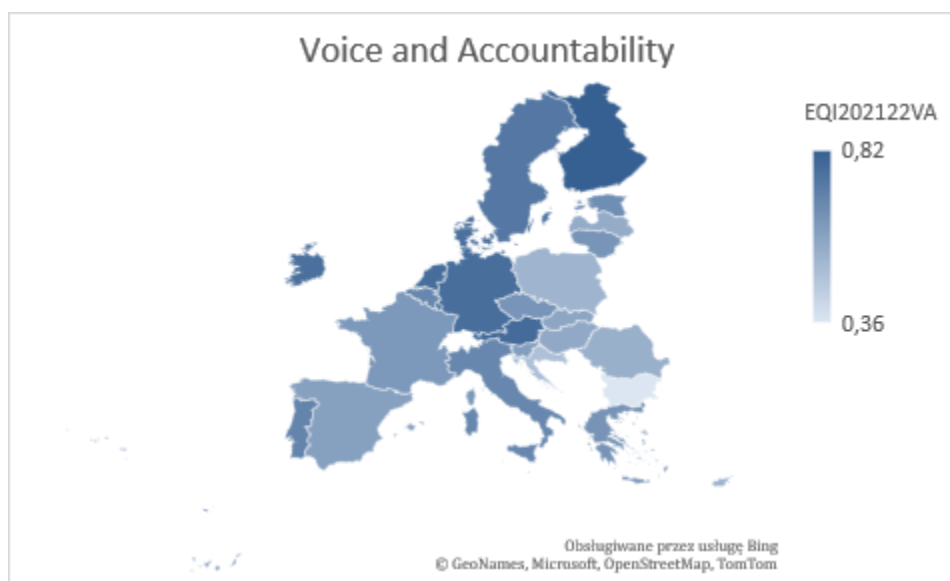 Voice and Accountability
EQI202122VA
0,82
0,36
Obsługiwane przez usługę Bing
© GeoNames, Microsoft, OpenStreetMap, TomTom